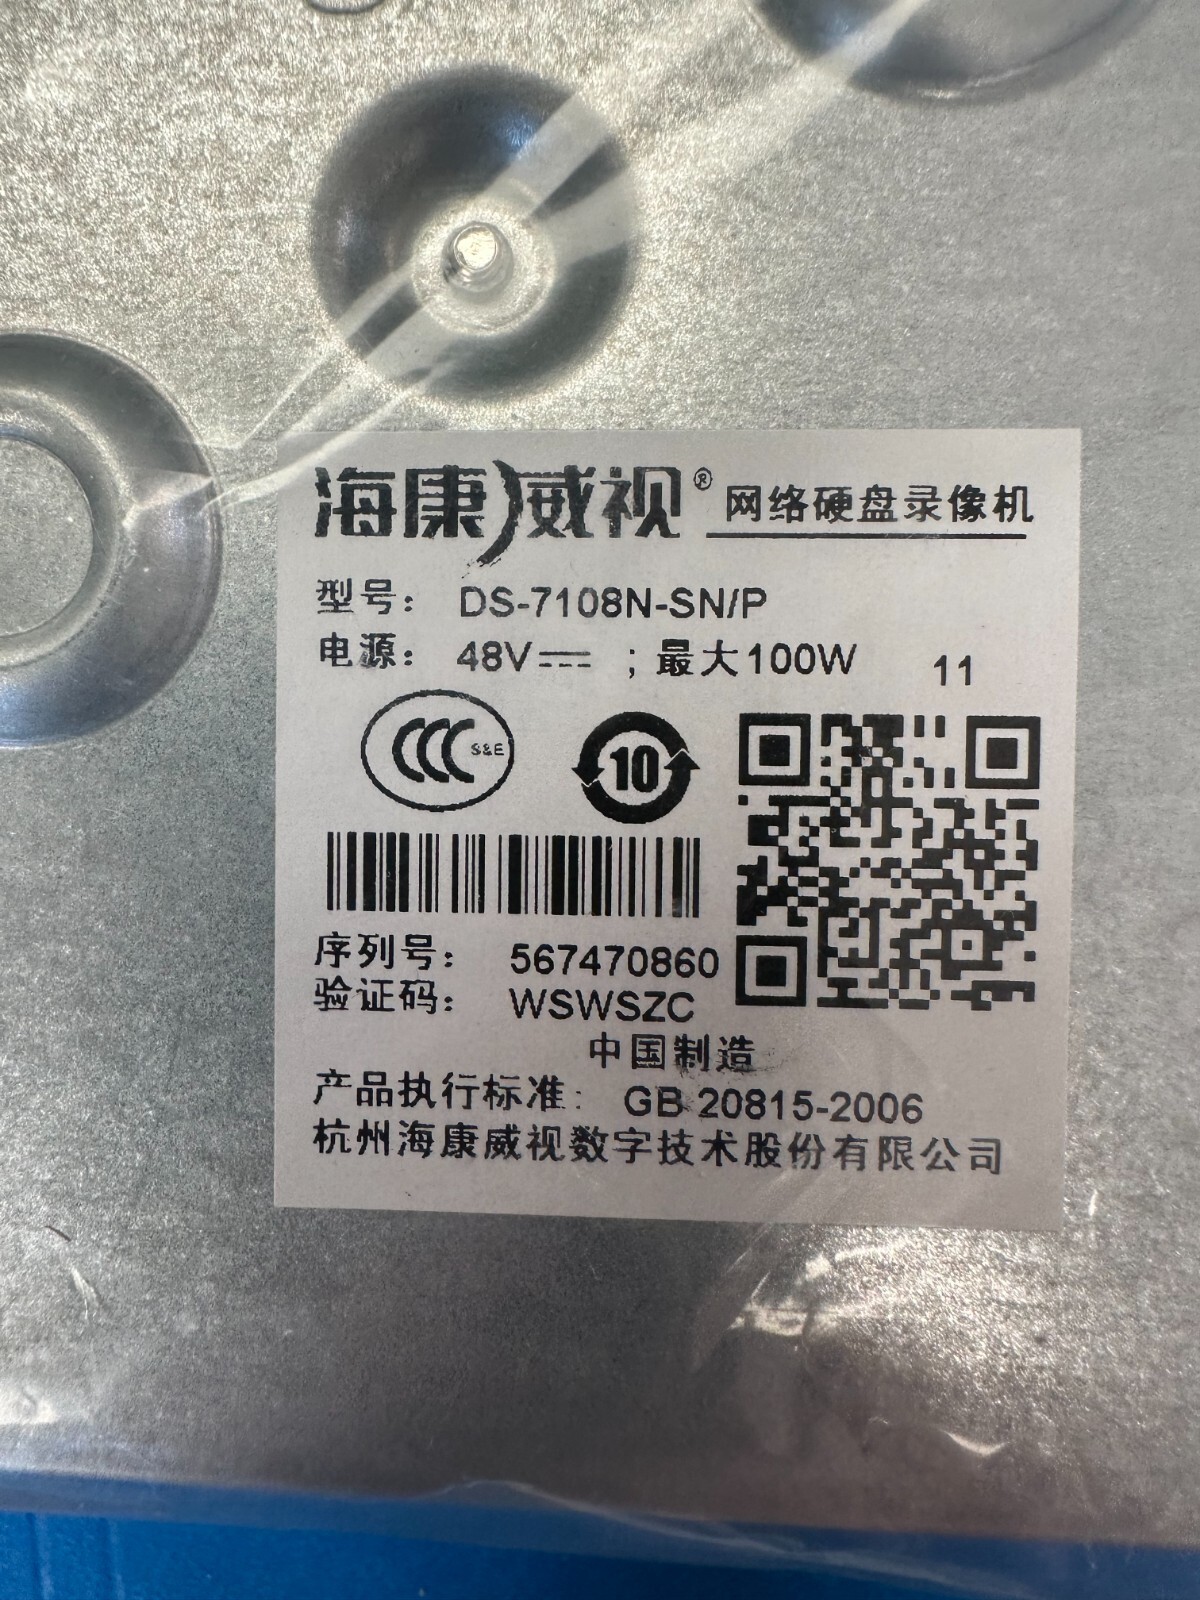 海康威视® 网络硬盘录像机
型号: DS-7108N-SN/P
电源: 48V⎓ ; 最大100W 11
CCC S&E
10
序列号: 567470860
验证码: WSWSZC
中国制造
产品执行标准: GB 20815-2006
杭州海康威视数字技术股份有限公司